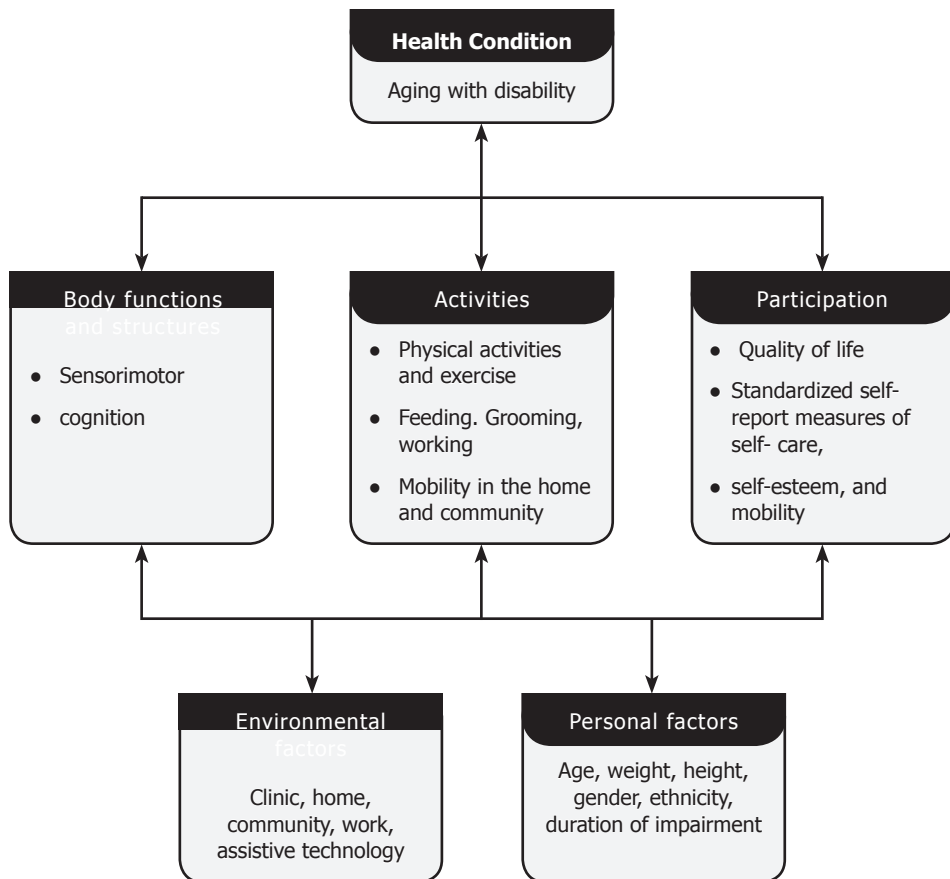 Health Condition
Aging with disability
Body functions
and structures
● Sensorimotor
● cognition
Activities
● Physical activities
and exercise
● Feeding. Grooming,
working
● Mobility in the home
and community
Participation
● Quality of life
● Standardized self-
report measures of
self- care,
● self-esteem, and
mobility
Environmental
factors
Clinic, home,
community, work,
assistive technology
Personal factors
Age, weight, height,
gender, ethnicity,
duration of impairment